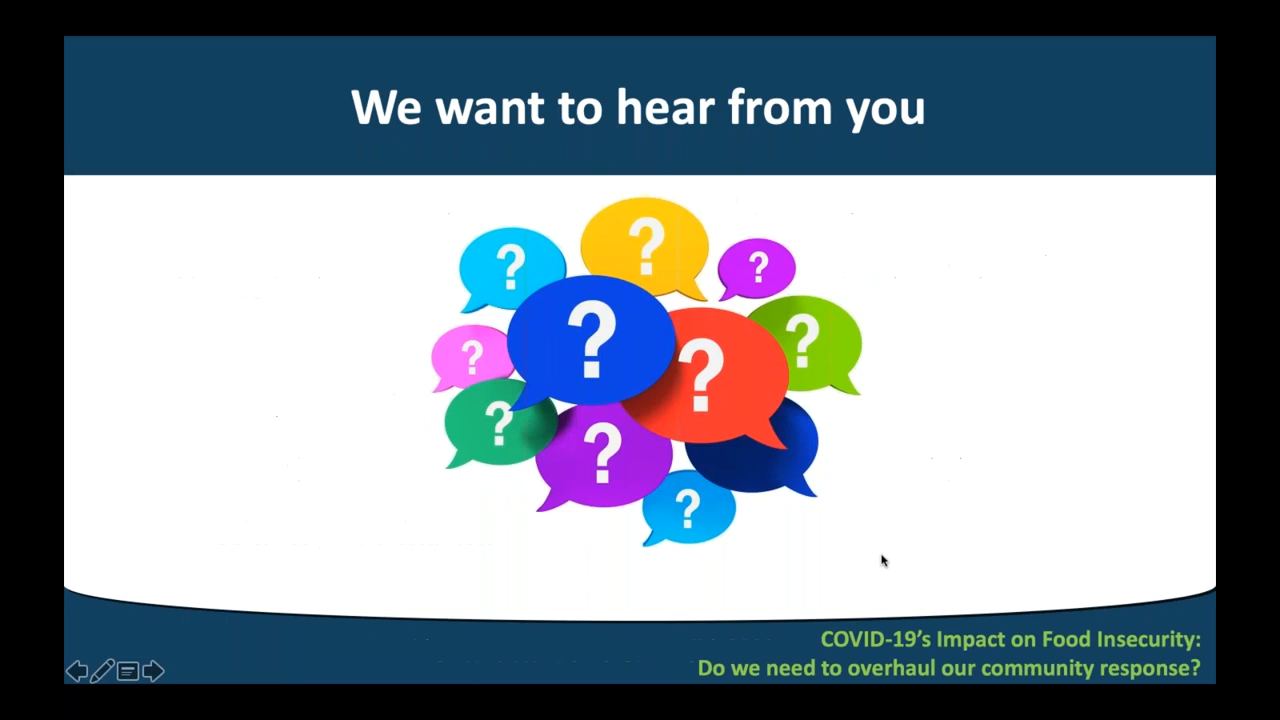 We want to hear from you
? ? ?
? ? ? ?
? ? ?
COVID-19’s Impact on Food Insecurity:
Do we need to overhaul our community response?